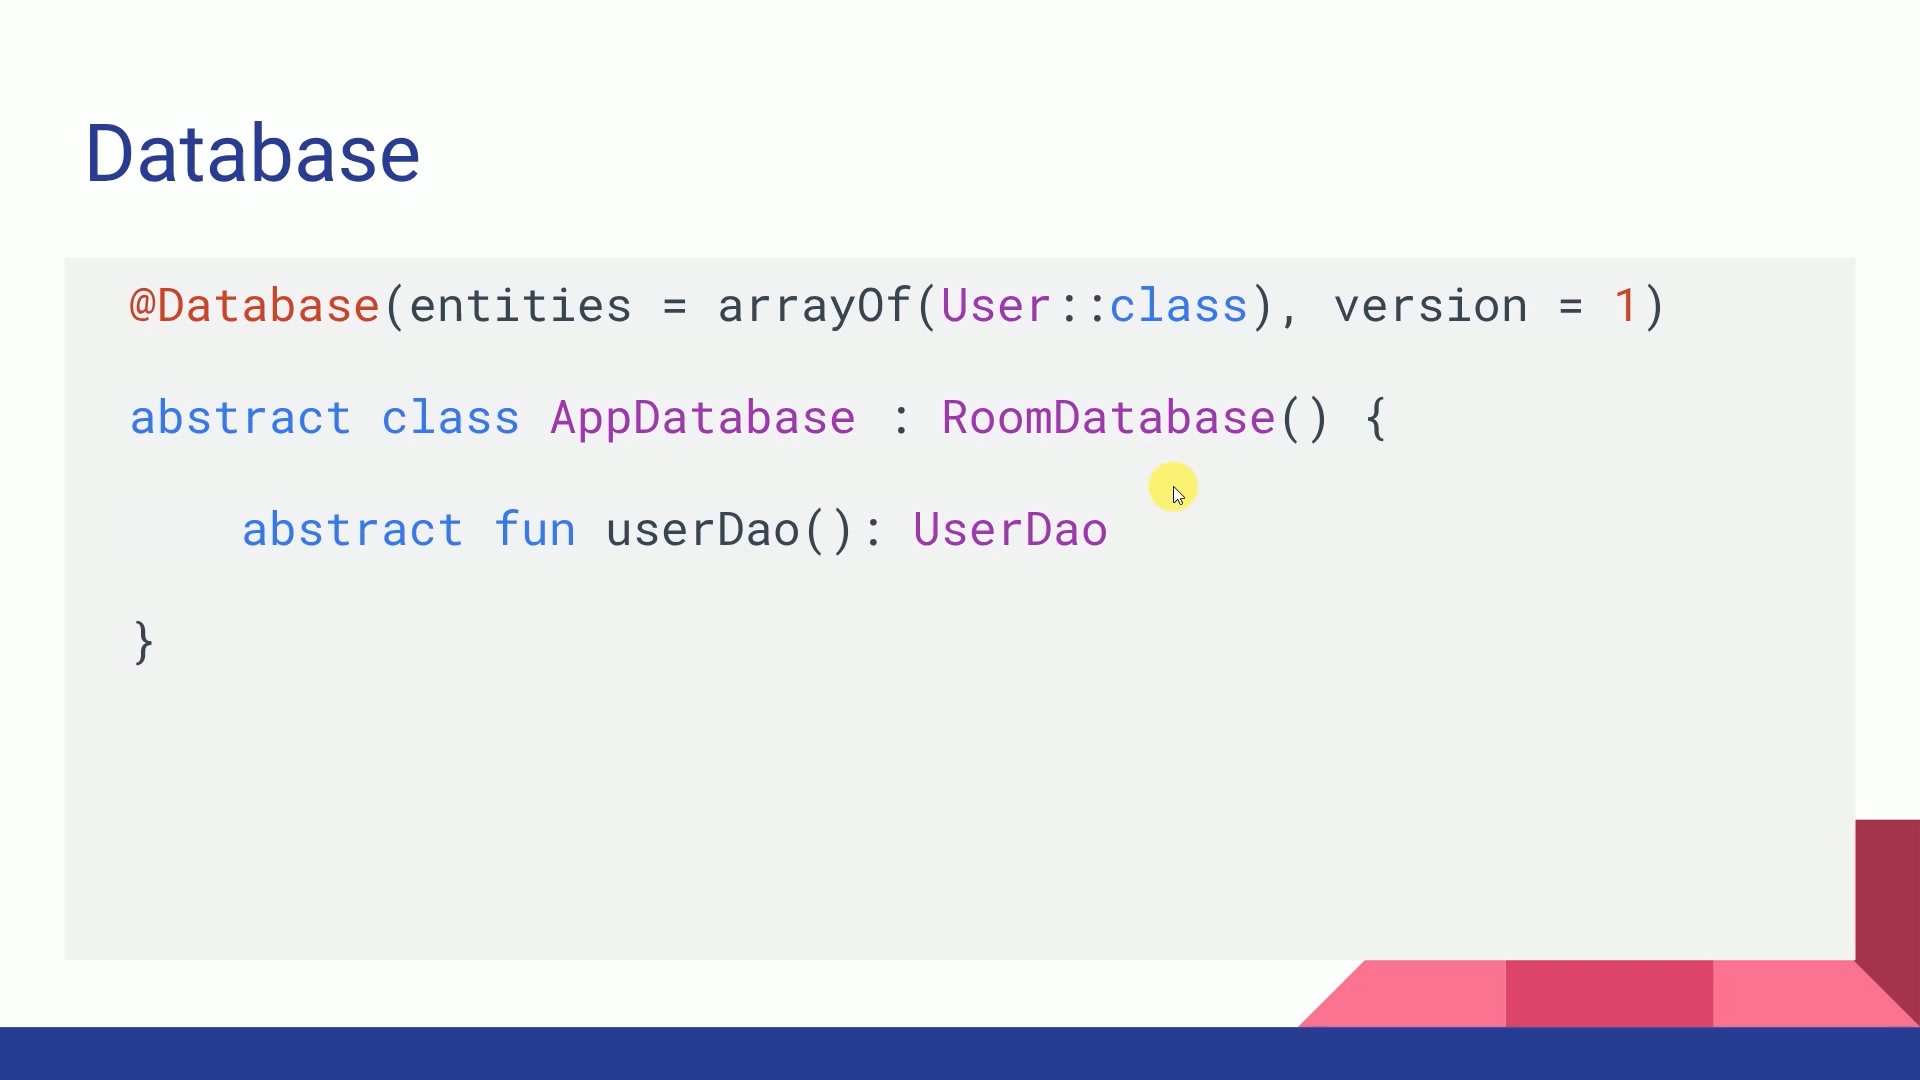 Database
@Database(entities = arrayOf(User::class), version = 1)
abstract class AppDatabase : RoomDatabase() {
abstract fun userDao(): UserDao
}